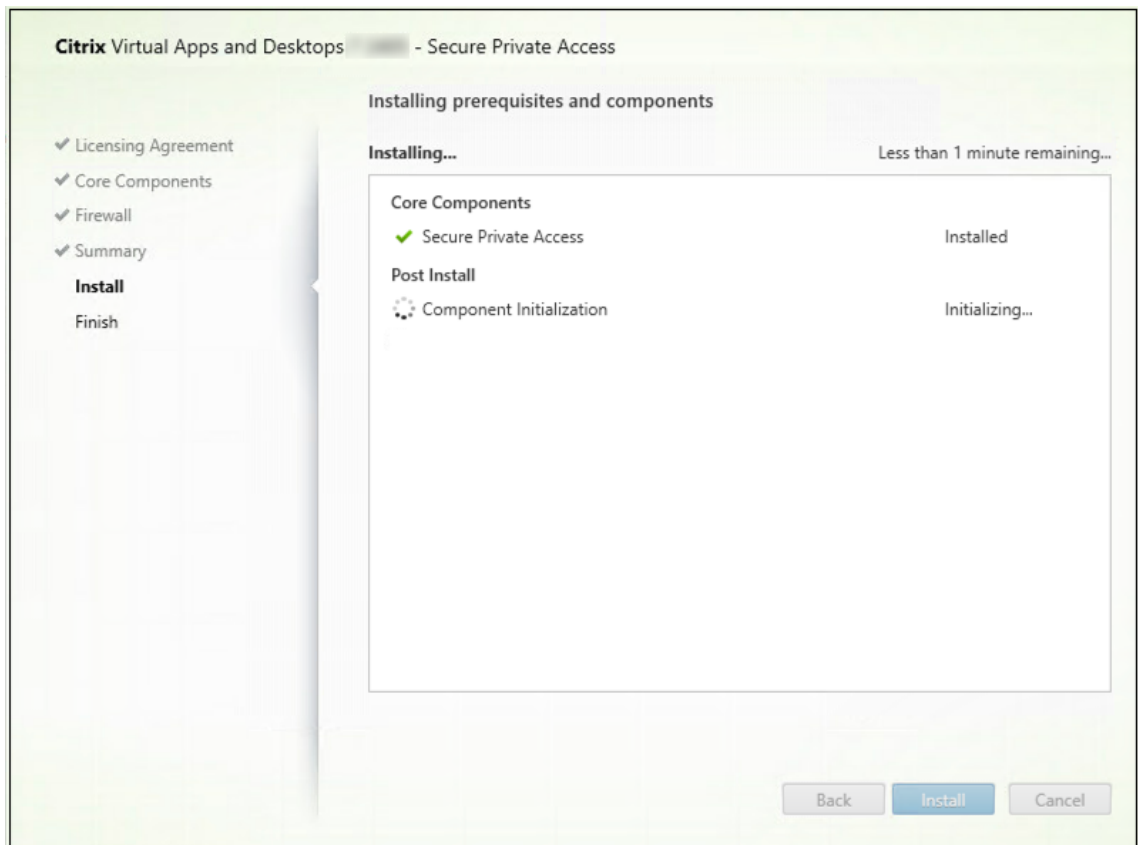 Citrix Virtual Apps and Desktops - Secure Private Access
Installing prerequisites and components
Licensing Agreement
Core Components
Firewall
Summary
Install
Finish
Installing... Less than 1 minute remaining...
Core Components
Secure Private Access Installed
Post Install
Component Initialization Initializing...
Back Install Cancel